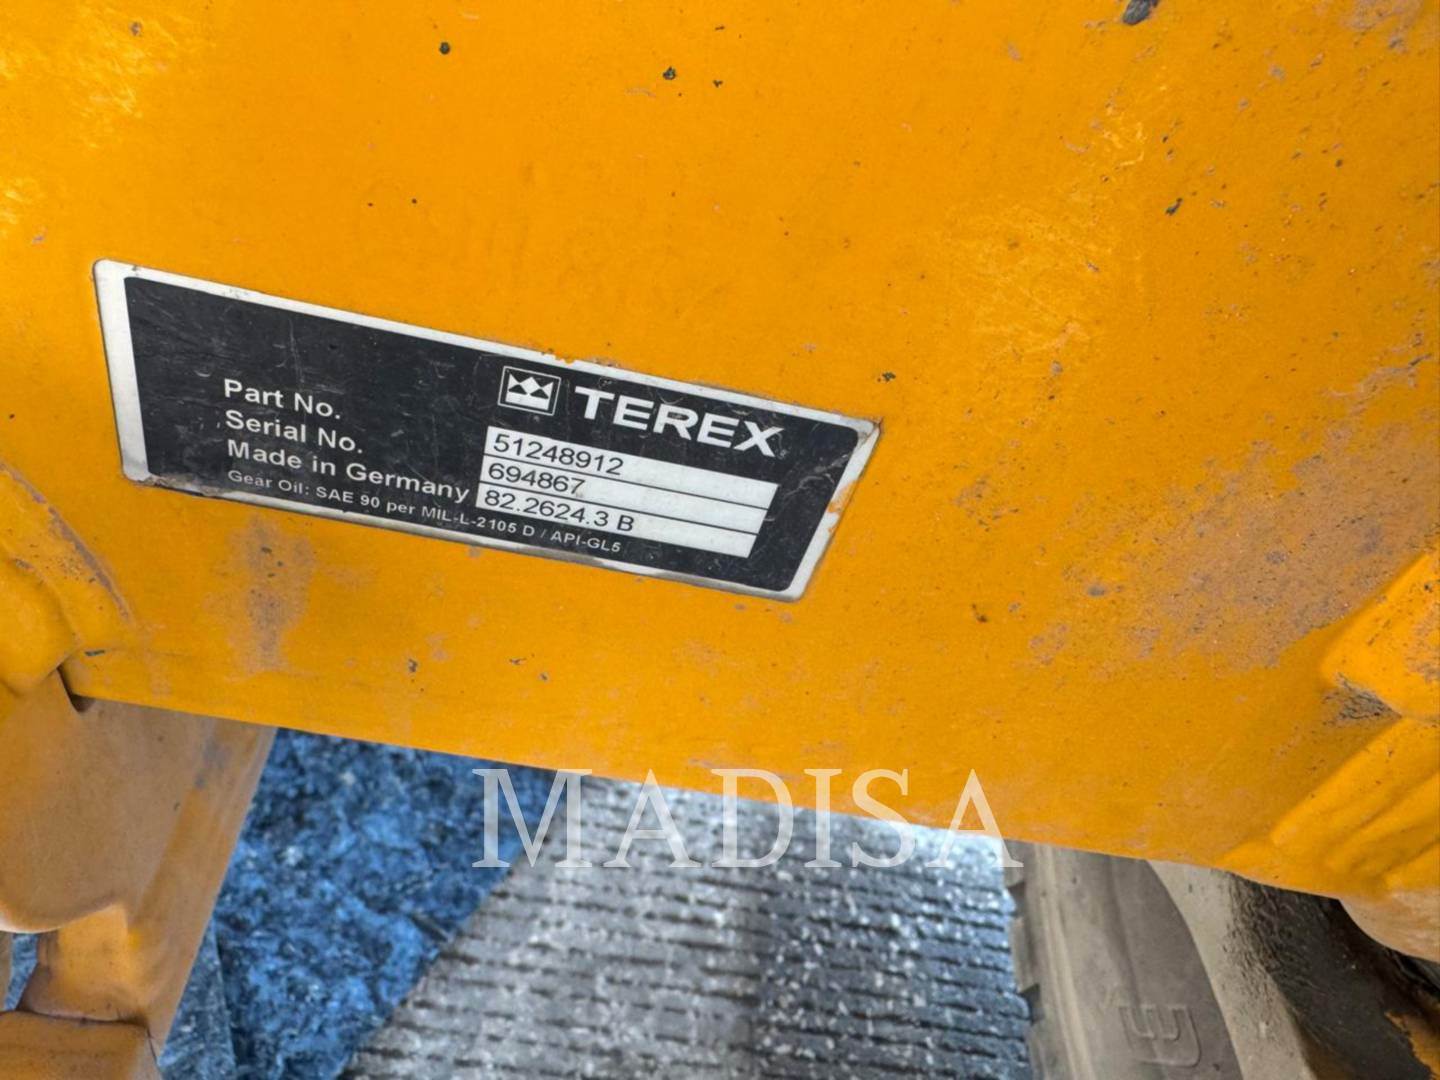 TEREX
Part No. 51248912
Serial No. 694867
Made in Germany 82.2624.3 B
Gear Oil: SAE 90 per MIL-L-2105 D / API-GL5
MADISA